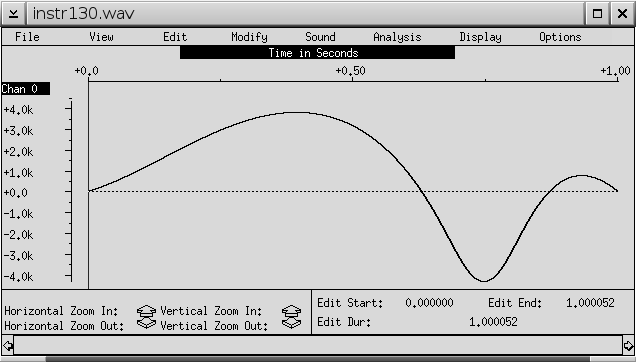 instr130.wav
File View Edit Modify Sound Analysis Display Options
Time in Seconds
+0.0 +0.50 +1.00
Chan 0
+4.0k
+3.0k
+2.0k
+1.0k
+0.0
-1.0k
-2.0k
-3.0k
-4.0k
Horizontal Zoom In: Vertical Zoom In:
Horizontal Zoom Out: Vertical Zoom Out:
Edit Start: 0.000000 Edit End: 1.000052
Edit Dur: 1.000052